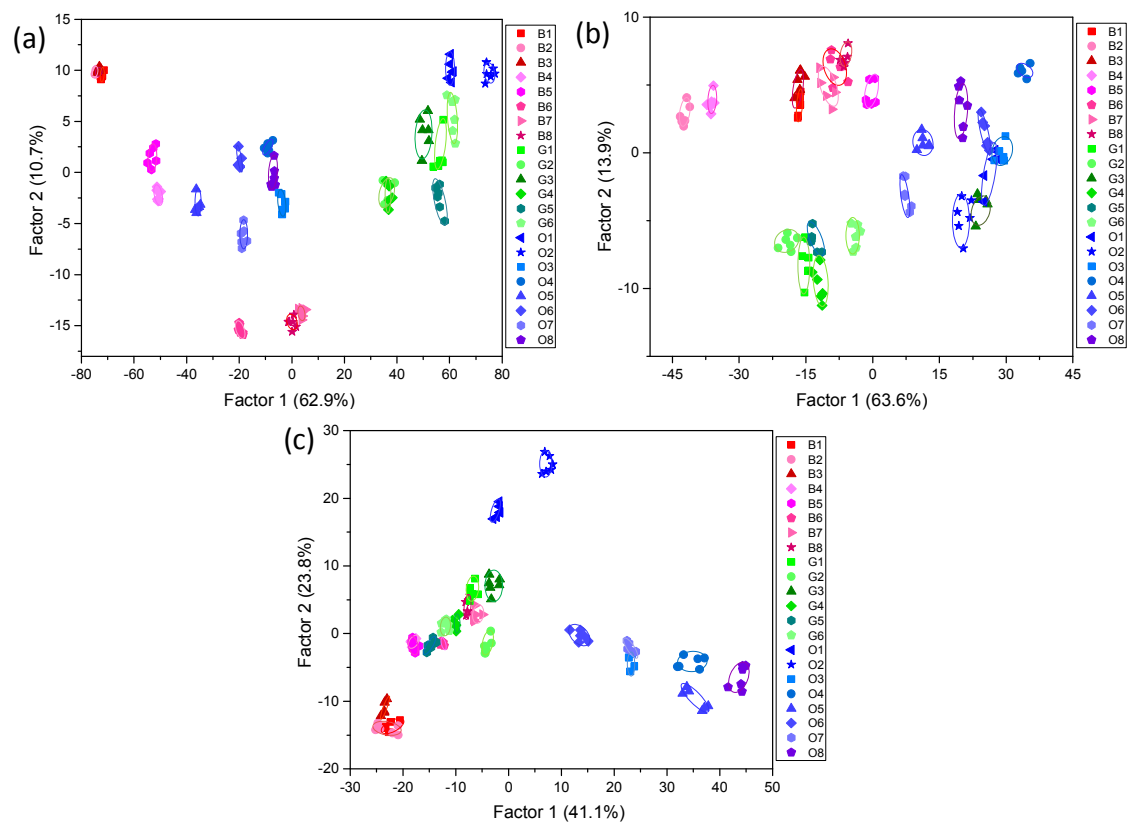 (a)
15
10
5
0
-5
-10
-15
Factor 2 (10.7%)
-80 -60 -40 -20 0 20 40 60 80
Factor 1 (62.9%)
B1
B2
B3
B4
B5
B6
B7
B8
G1
G2
G3
G4
G5
G6
O1
O2
O3
O4
O5
O6
O7
O8
(b)
10
0
-10
Factor 2 (13.9%)
-45 -30 -15 0 15 30 45
Factor 1 (63.6%)
B1
B2
B3
B4
B5
B6
B7
B8
G1
G2
G3
G4
G5
G6
O1
O2
O3
O4
O5
O6
O7
O8
(c)
30
20
10
0
-10
-20
Factor 2 (23.8%)
-30 -20 -10 0 10 20 30 40 50
Factor 1 (41.1%)
B1
B2
B3
B4
B5
B6
B7
B8
G1
G2
G3
G4
G5
G6
O1
O2
O3
O4
O5
O6
O7
O8